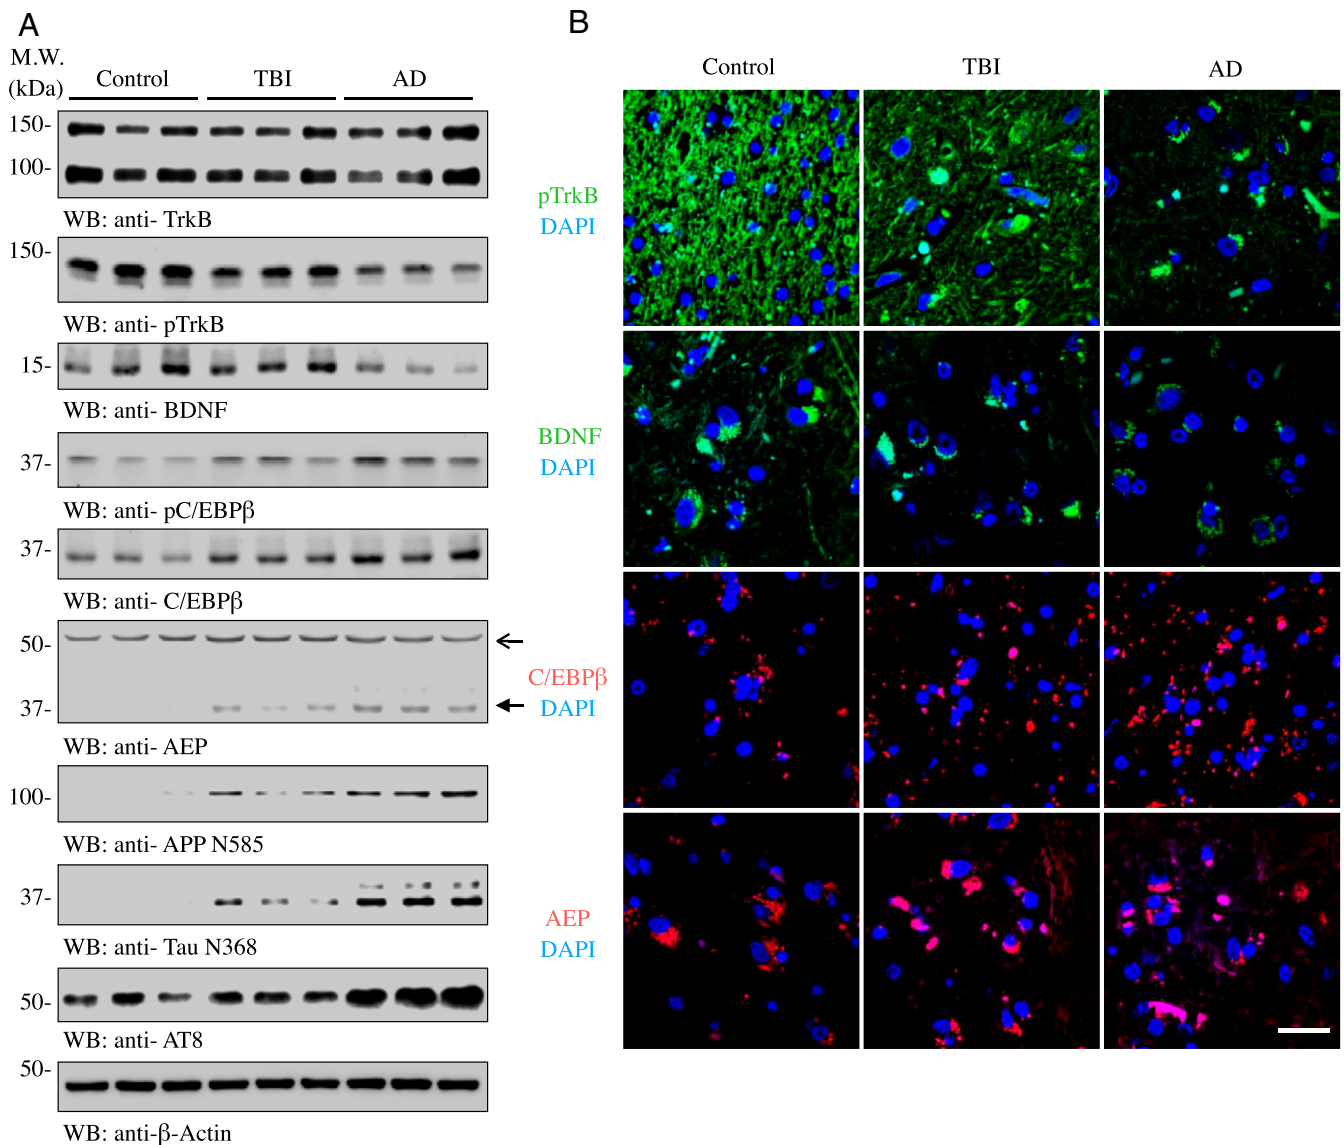 A
M.W.
(kDa)
Control TBI AD
150-
100-
WB: anti- TrkB
150-
WB: anti- pTrkB
15-
WB: anti- BDNF
37-
WB: anti- pC/EBPβ
37-
WB: anti- C/EBPβ
50-
37-
WB: anti- AEP
100-
WB: anti- APP N585
37-
WB: anti- Tau N368
50-
WB: anti- AT8
50-
WB: anti-β-Actin
B
Control TBI AD
pTrkB
DAPI
BDNF
DAPI
C/EBPβ
DAPI
AEP
DAPI